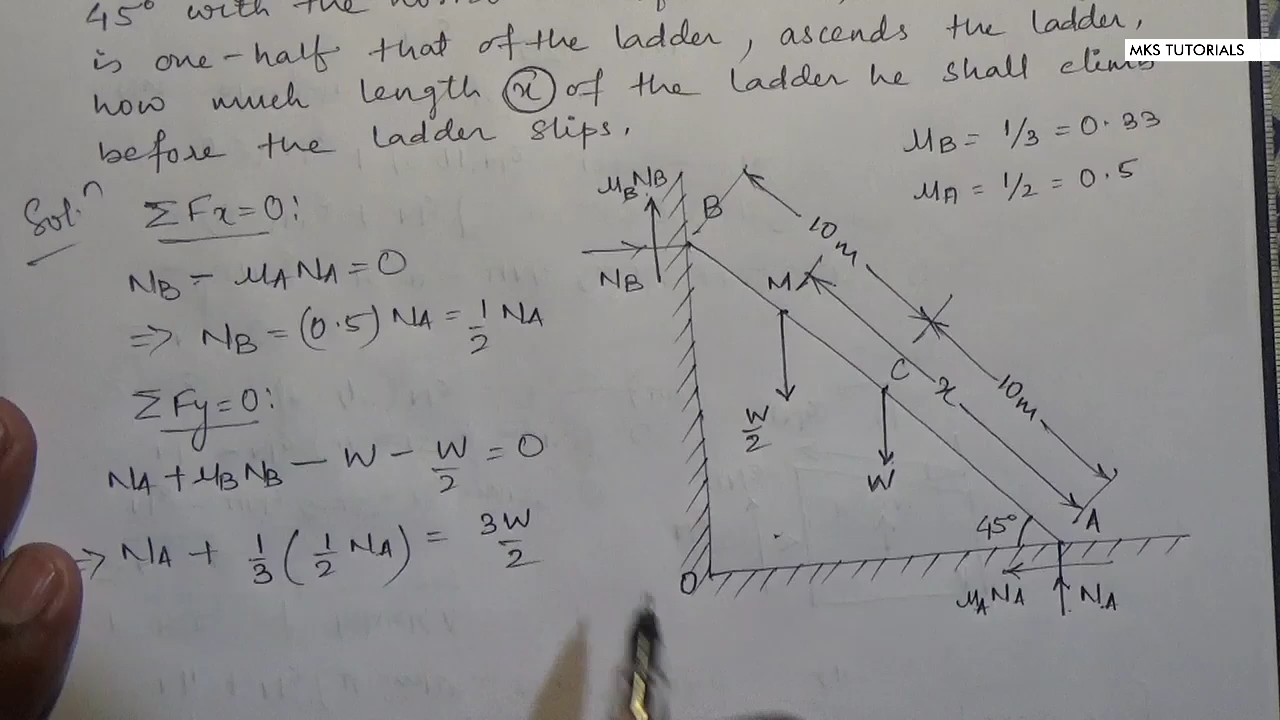 45° with the
is one-half that of the ladder, ascends the ladder,
MKS TUTORIALS
how much length x of the ladder he shall climb
before the ladder slips.
μB = 1/3 = 0.33
μA = 1/2 = 0.5
Solⁿ
ΣFx=0:
NB - μANA = 0
=> NB = (0.5) NA = 1/2 NA
ΣFy=0:
NA + μBNB - W - W/2 = 0
=> NA + 1/3 (1/2 NA) = 3W/2
μBNB
B
NB
10m
M
C
x
10m
W/2
W
45°
A
O
μANA
NA